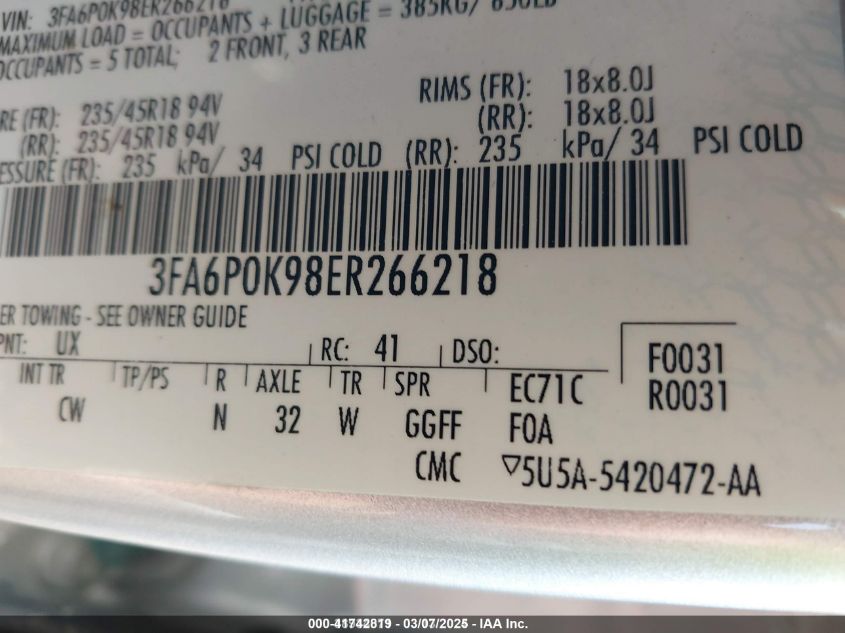 VIN: 3FA6P0K98ER266218
MAXIMUM LOAD = OCCUPANTS + LUGGAGE = 385KG/ 850LB
OCCUPANTS = 5 TOTAL; 2 FRONT, 3 REAR
RE (FR): 235/45R18 94V RIMS (FR): 18x8.0J
(RR): 235/45R18 94V (RR): 18x8.0J
ESSURE (FR): 235 kPa/ 34 PSI COLD (RR): 235 kPa/ 34 PSI COLD
3FA6P0K98ER266218
ER TOWING - SEE OWNER GUIDE
PNT: UX RC: 41 DSO: F0031
INT TR TP/PS R AXLE TR SPR EC71C R0031
CW N 32 W GGFF F0A
CMC ▽5U5A-5420472-AA
000-41742819 - 03/07/2025 - IAA Inc.